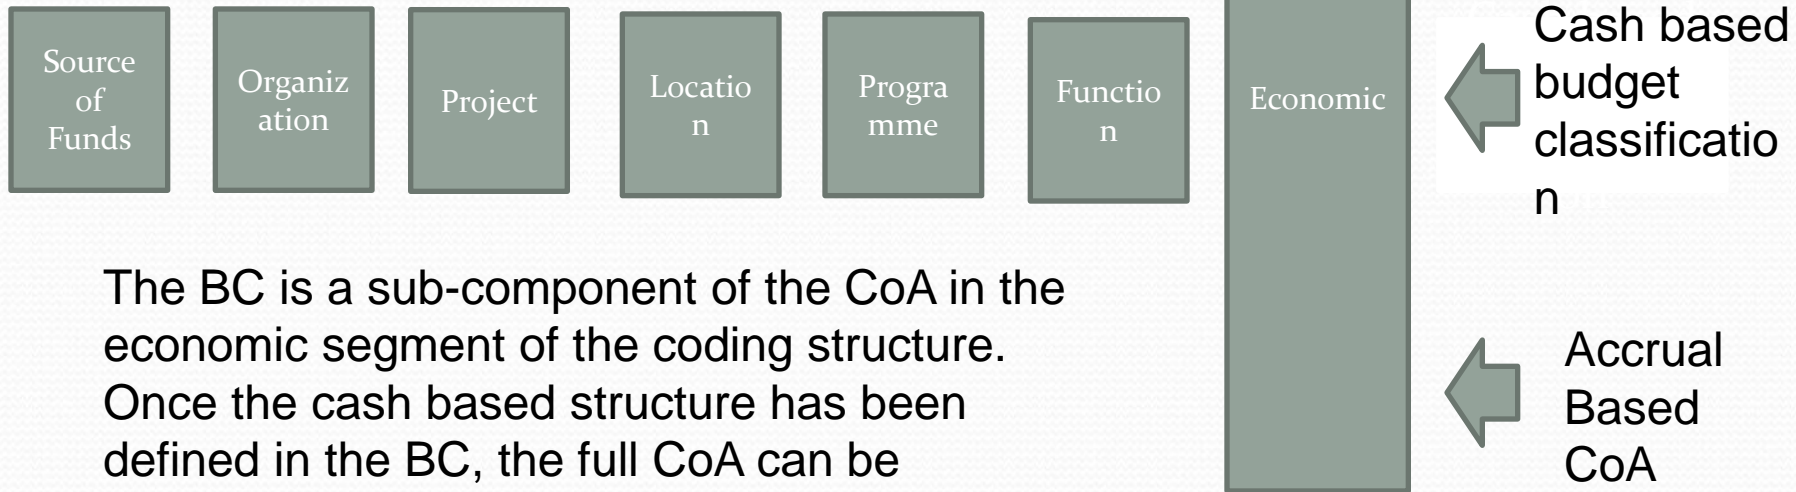 Source
of
Funds
Organiz
ation
Project
Locatio
n
Progra
mme
Functio
n
Economic
Cash based
budget
classificatio
n
The BC is a sub-component of the CoA in the
economic segment of the coding structure.
Once the cash based structure has been
defined in the BC, the full CoA can be
Accrual
Based
CoA